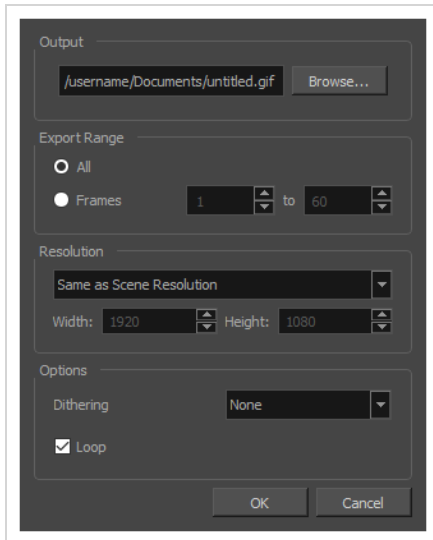 Output
/username/Documents/untitled.gif Browse...
Export Range
All
Frames 1 to 60
Resolution
Same as Scene Resolution
Width: 1920 Height: 1080
Options
Dithering None
Loop
OK Cancel